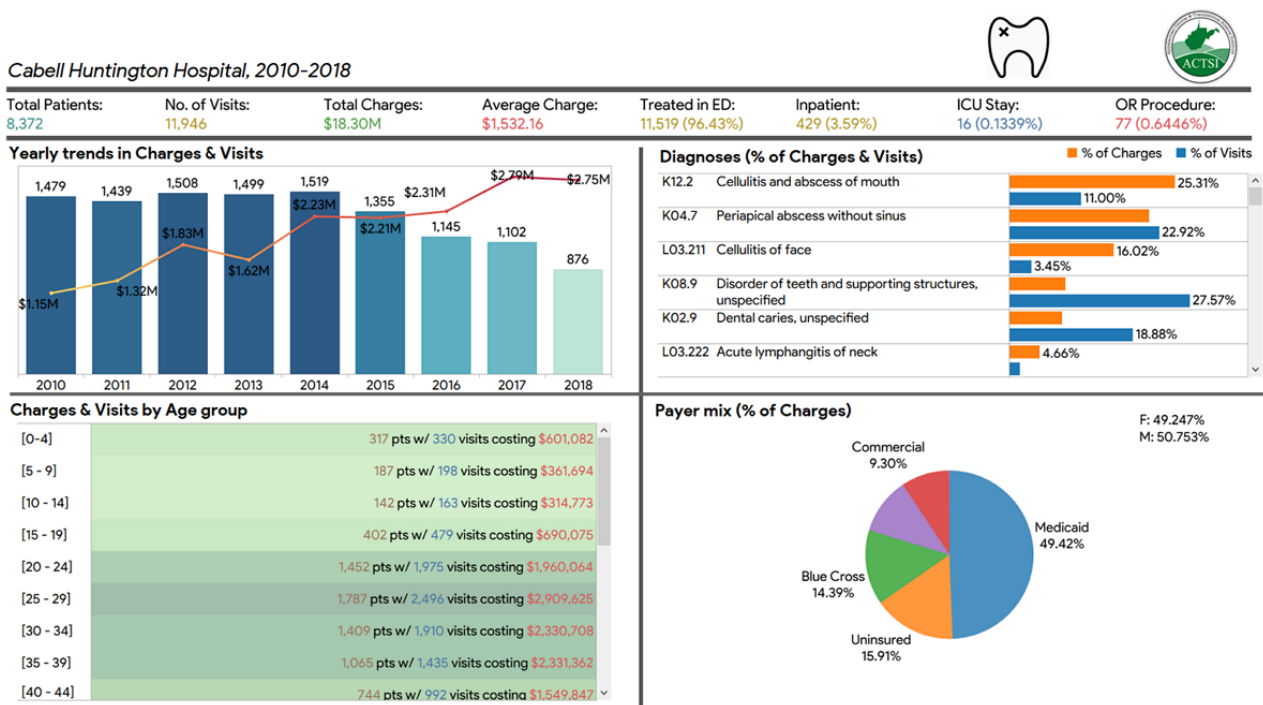 Cabell Huntington Hospital, 2010-2018
ACTSI
Total Patients: No. of Visits: Total Charges: Average Charge: Treated in ED: Inpatient: ICU Stay: OR Procedure:
8,372 11,946 $18.30M $1,532.16 11,519 (96.43%) 429 (3.59%) 16 (0.1339%) 77 (0.6446%)
Yearly trends in Charges & Visits
1,479 1,439 1,508 1,499 1,519 1,355 1,145 1,102 876
$1.15M $1.32M $1.83M $1.62M $2.23M $2.21M $2.31M $2.79M $2.75M
2010 2011 2012 2013 2014 2015 2016 2017 2018
Diagnoses (% of Charges & Visits)
% of Charges % of Visits
K12.2 Cellulitis and abscess of mouth 25.31%
11.00%
K04.7 Periapical abscess without sinus
22.92%
L03.211 Cellulitis of face 16.02%
3.45%
K08.9 Disorder of teeth and supporting structures,
unspecified 27.57%
K02.9 Dental caries, unspecified
18.88%
L03.222 Acute lymphangitis of neck 4.66%
Charges & Visits by Age group
[0-4] 317 pts w/ 330 visits costing $601,082
[5 - 9] 187 pts w/ 198 visits costing $361,694
[10 - 14] 142 pts w/ 163 visits costing $314,773
[15 - 19] 402 pts w/ 479 visits costing $690,075
[20 - 24] 1,452 pts w/ 1,975 visits costing $1,960,064
[25 - 29] 1,787 pts w/ 2,496 visits costing $2,909,625
[30 - 34] 1,409 pts w/ 1,910 visits costing $2,330,708
[35 - 39] 1,065 pts w/ 1,435 visits costing $2,331,362
[40 - 44] 744 pts w/ 992 visits costing $1,549,847
Payer mix (% of Charges)
F: 49.247%
M: 50.753%
Commercial
9.30%
Medicaid
49.42%
Blue Cross
14.39%
Uninsured
15.91%